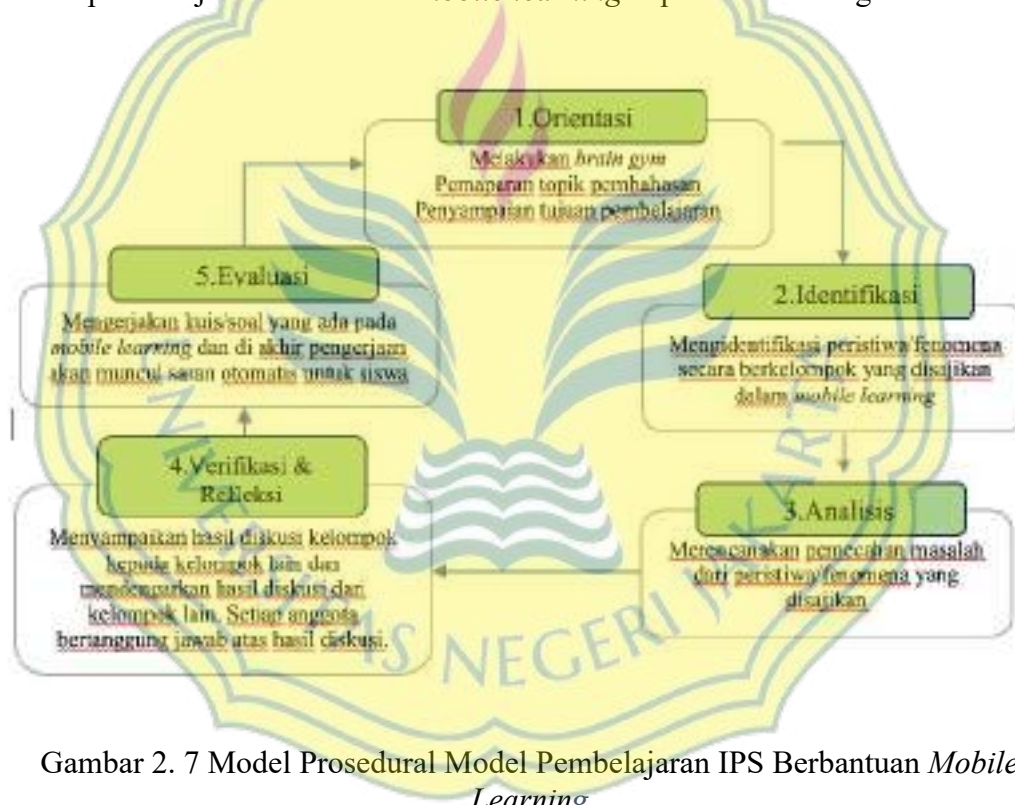 learning
1.Orientasi
Melakukan brain gym
Pemaparan topik pembahasan
Penyampaian tujuan pembelajaran
2.Identifikasi
Mengidentifikasi peristiwa/fenomena
secara berkelompok yang disajikan
dalam mobile learning
3.Analisis
Merencanakan pemecahan masalah
dari peristiwa/fenomena yang
disajikan
4.Verifikasi &
Refleksi
Menyampaikan hasil diskusi kelompok
kepada kelompok lain dan
mendengarkan hasil diskusi dari
kelompok lain. Setiap anggota
bertanggung jawab atas hasil diskusi.
5.Evaluasi
Mengerjakan kuis/soal yang ada pada
mobile learning dan di akhir pengerjaan
akan muncul saran otomatis untuk siswa
NEGERI JAKARTA
Gambar 2. 7 Model Prosedural Model Pembelajaran IPS Berbantuan Mobile
Learning